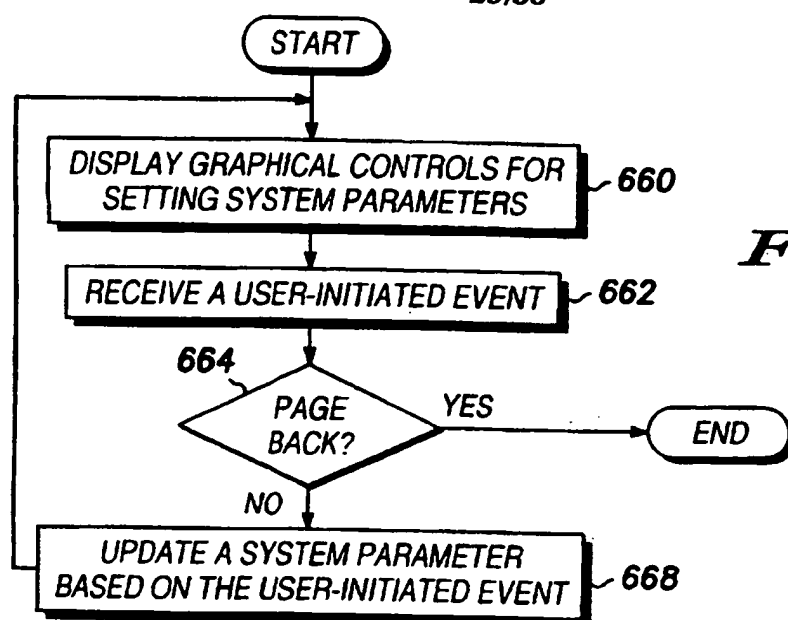 START
DISPLAY GRAPHICAL CONTROLS FOR
SETTING SYSTEM PARAMETERS
660
F
RECEIVE A USER-INITIATED EVENT
662
664
PAGE
BACK?
YES
END
NO
UPDATE A SYSTEM PARAMETER
BASED ON THE USER-INITIATED EVENT
668